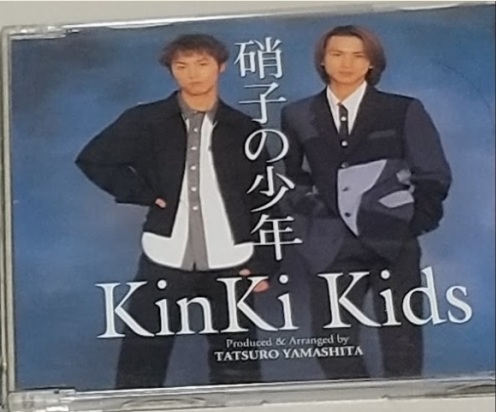 硝子の少年
KinKi Kids
Produced & Arranged by
TATSURO YAMASHITA